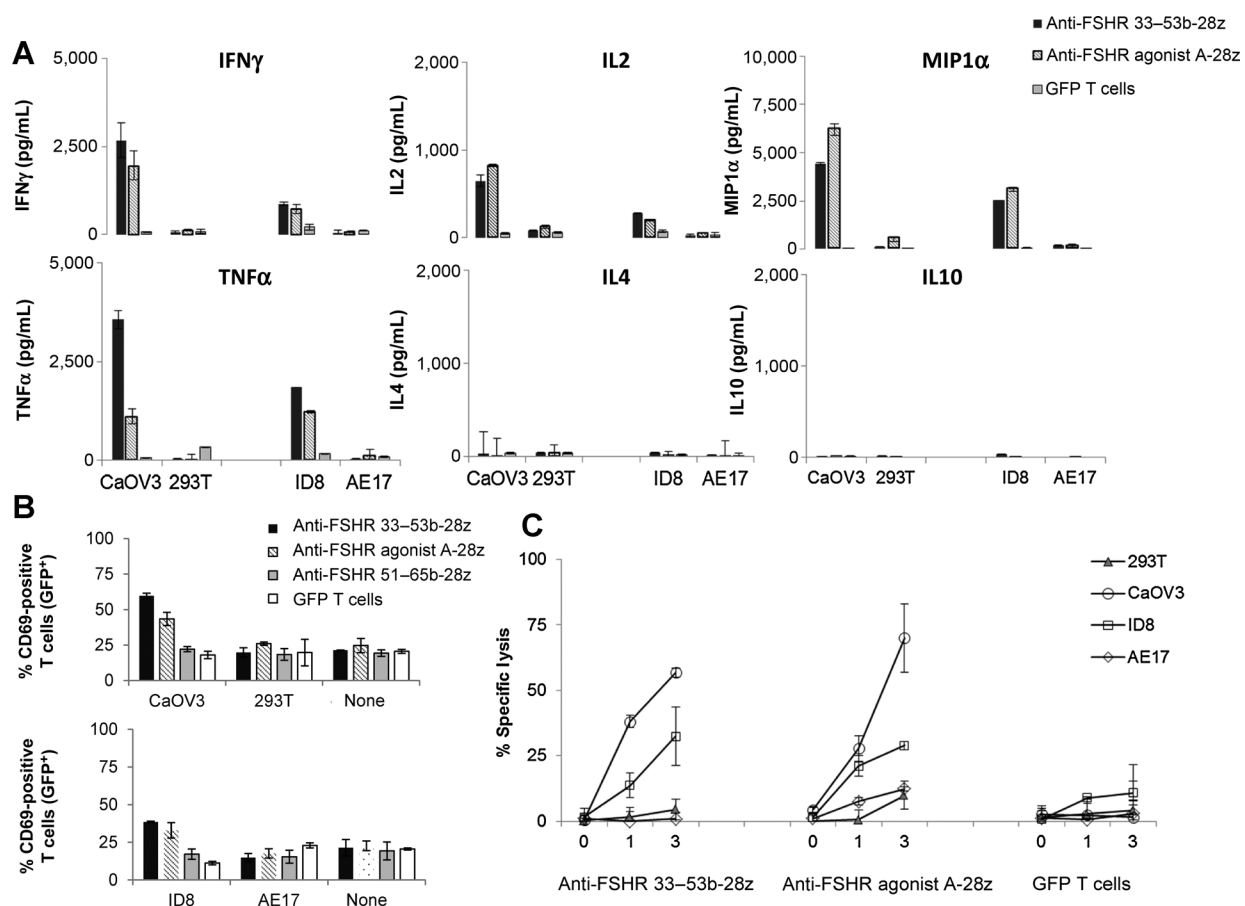 A
Anti-FSHR 33–53b-28z
Anti-FSHR agonist A-28z
GFP T cells
IFNγ
IFNγ (pg/mL)
5,000
2,500
0
IL2
IL2 (pg/mL)
2,000
1,000
0
MIP1α
MIP1α (pg/mL)
10,000
7,500
5,000
2,500
0
TNFα
TNFα (pg/mL)
5,000
2,500
0
CaOV3 293T ID8 AE17
IL4
IL4 (pg/mL)
2,000
1,000
0
CaOV3 293T ID8 AE17
IL10
IL10 (pg/mL)
2,000
1,000
0
CaOV3 293T ID8 AE17
B
Anti-FSHR 33–53b-28z
Anti-FSHR agonist A-28z
Anti-FSHR 51–65b-28z
GFP T cells
% CD69-positive
T cells (GFP⁺)
100
75
50
25
0
CaOV3 293T None
% CD69-positive
T cells (GFP⁺)
100
75
50
25
0
ID8 AE17 None
C
293T
CaOV3
ID8
AE17
% Specific lysis
100
75
50
25
0
0 1 3 0 1 3 0 1 3
Anti-FSHR 33–53b-28z Anti-FSHR agonist A-28z GFP T cells